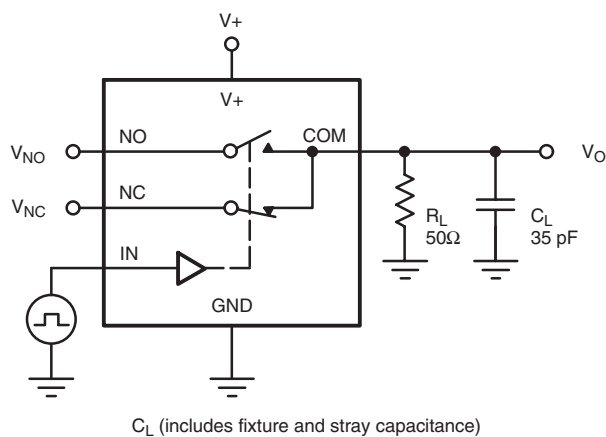 V+
V+
NO
COM
V_NO
V_O
NC
V_NC
R_L
50Ω
C_L
35 pF
IN
GND
C_L (includes fixture and stray capacitance)